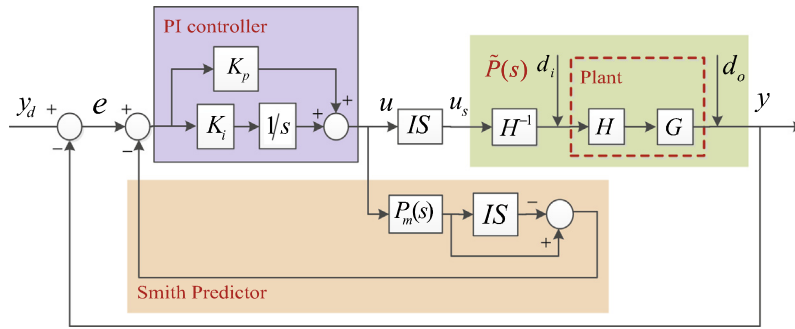 PI controller
K_p
K_i
1/s
y_d
+
−
e
+
−
+
+
u
IS
u_s
P̃(s)
H⁻¹
d_i
Plant
H
G
d_o
y
P_m(s)
IS
−
+
Smith Predictor